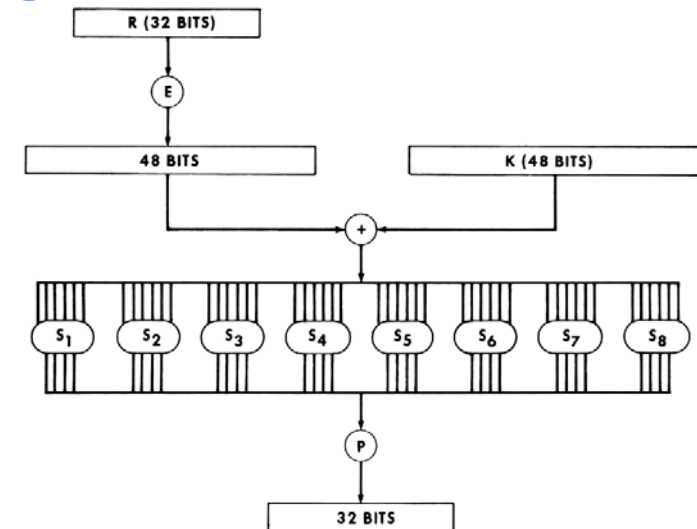 R (32 BITS)
E
48 BITS
K (48 BITS)
+
S1 S2 S3 S4 S5 S6 S7 S8
P
32 BITS